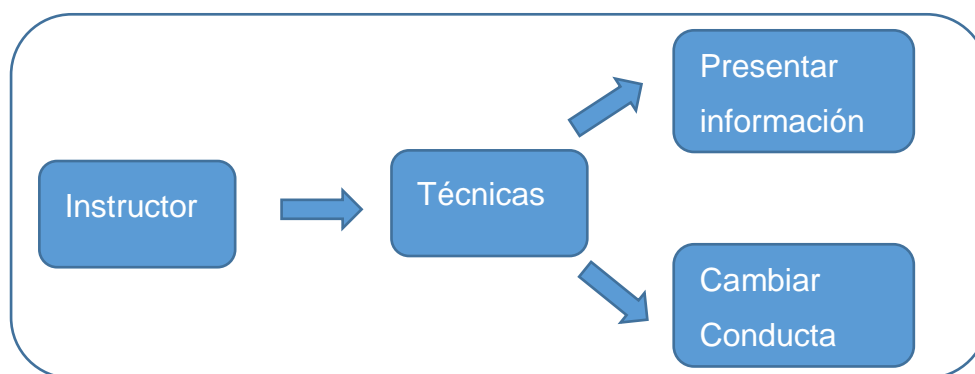 Instructor
Técnicas
Presentar
información
Cambiar
Conducta